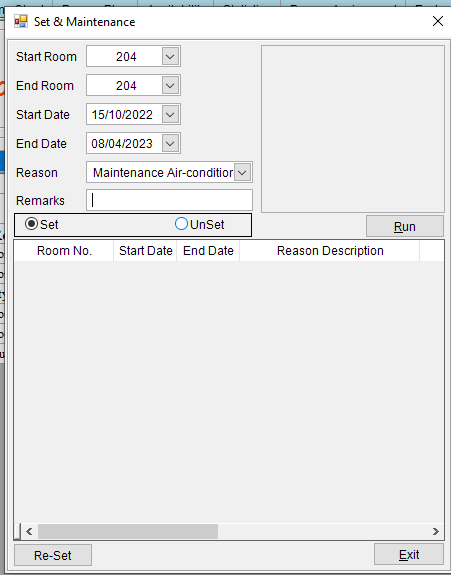 Set & Maintenance
Start Room 204
End Room 204
Start Date 15/10/2022
End Date 08/04/2023
Reason Maintenance Air-condition
Remarks
Set UnSet
Run
Room No. Start Date End Date Reason Description
Re-Set Exit